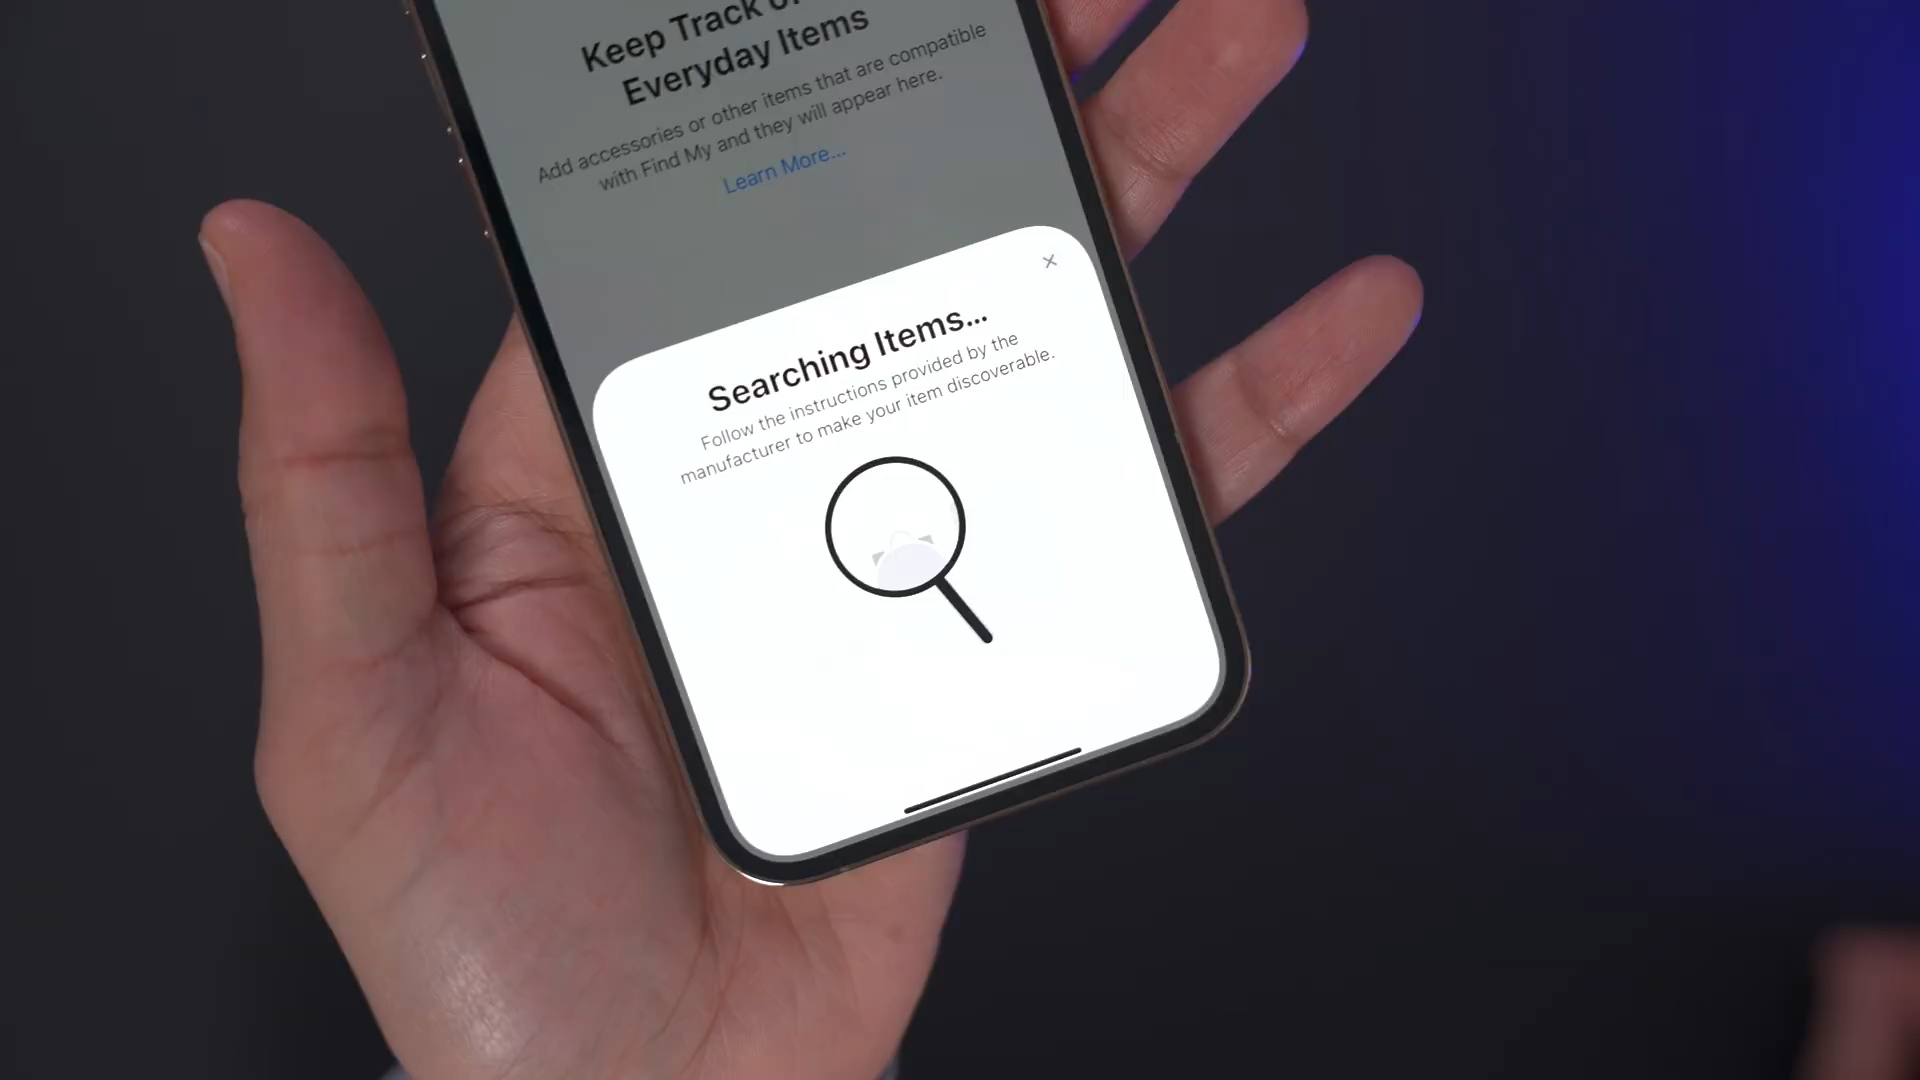 Keep Track of
Everyday Items
Add accessories or other items that are compatible
with Find My and they will appear here.
Learn More...
×
Searching Items...
Follow the instructions provided by the
manufacturer to make your item discoverable.